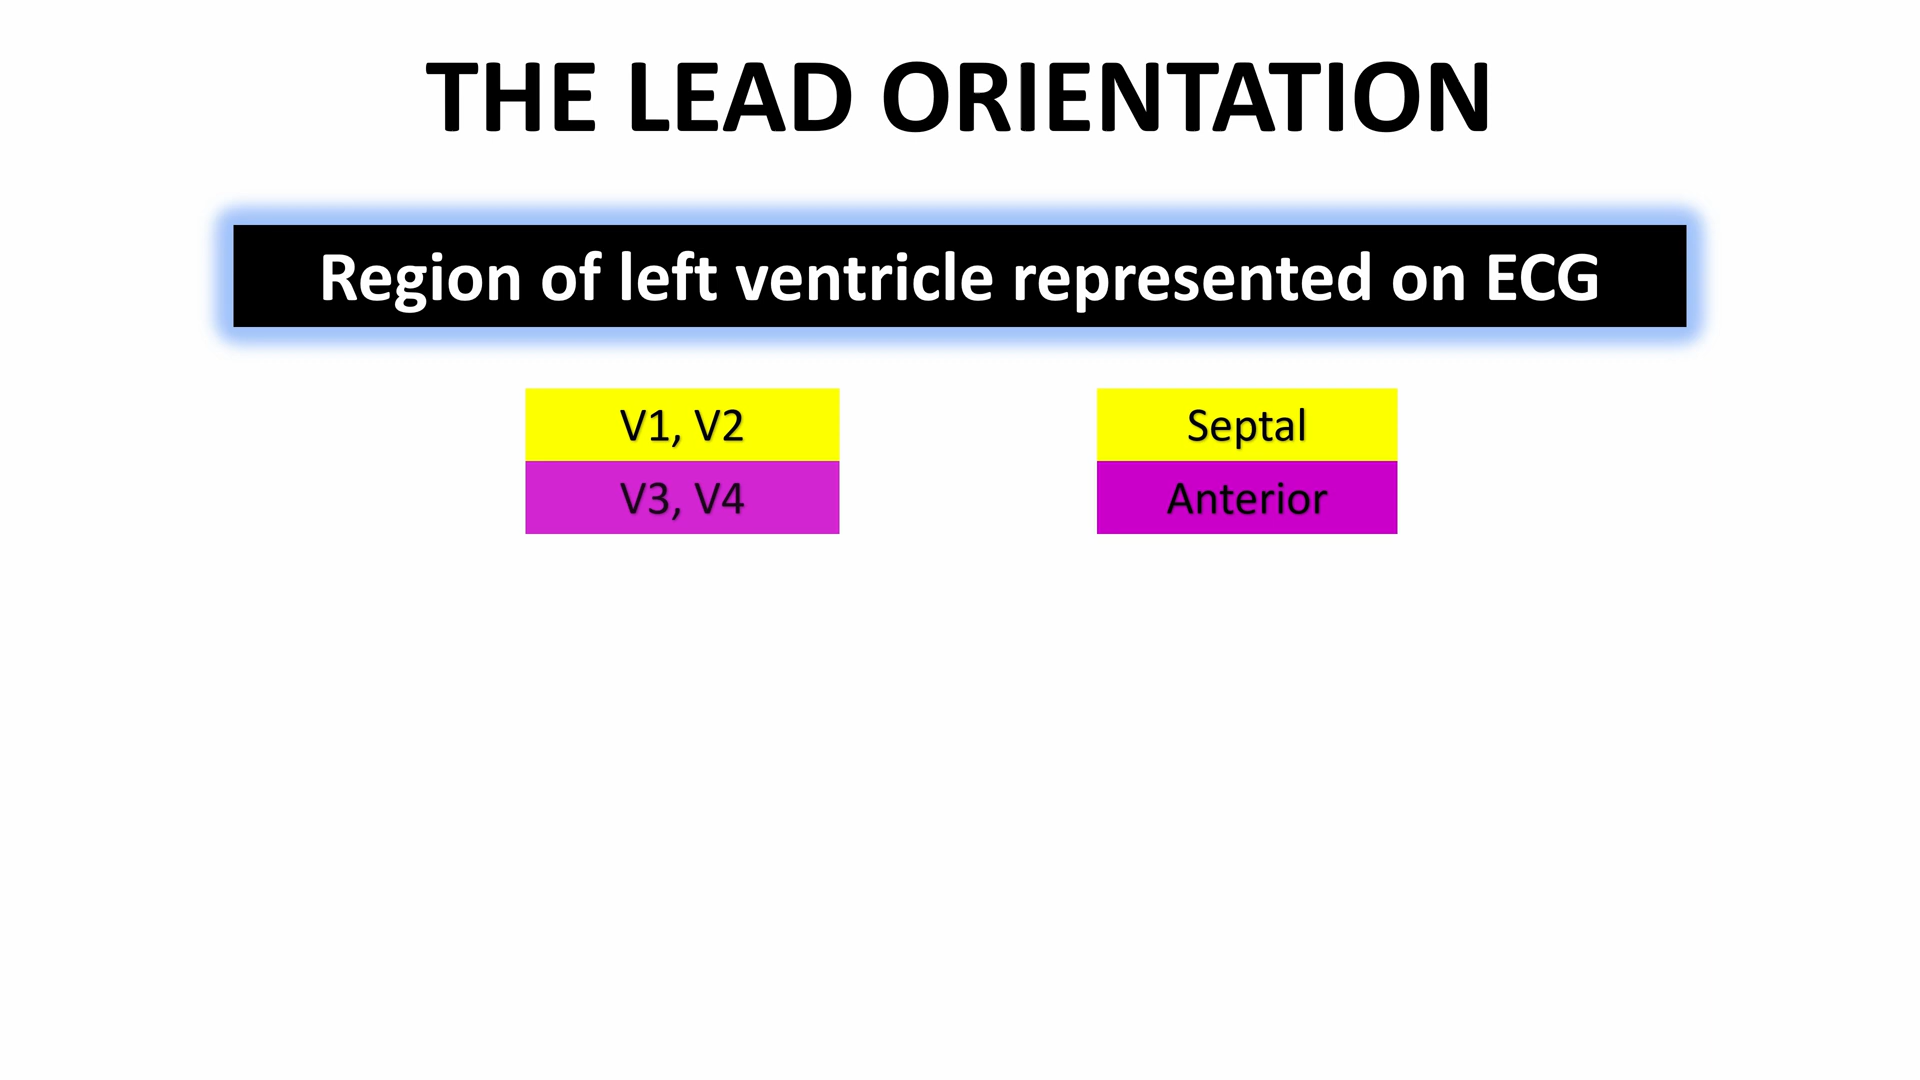 THE LEAD ORIENTATION
Region of left ventricle represented on ECG
V1, V2 Septal
V3, V4 Anterior